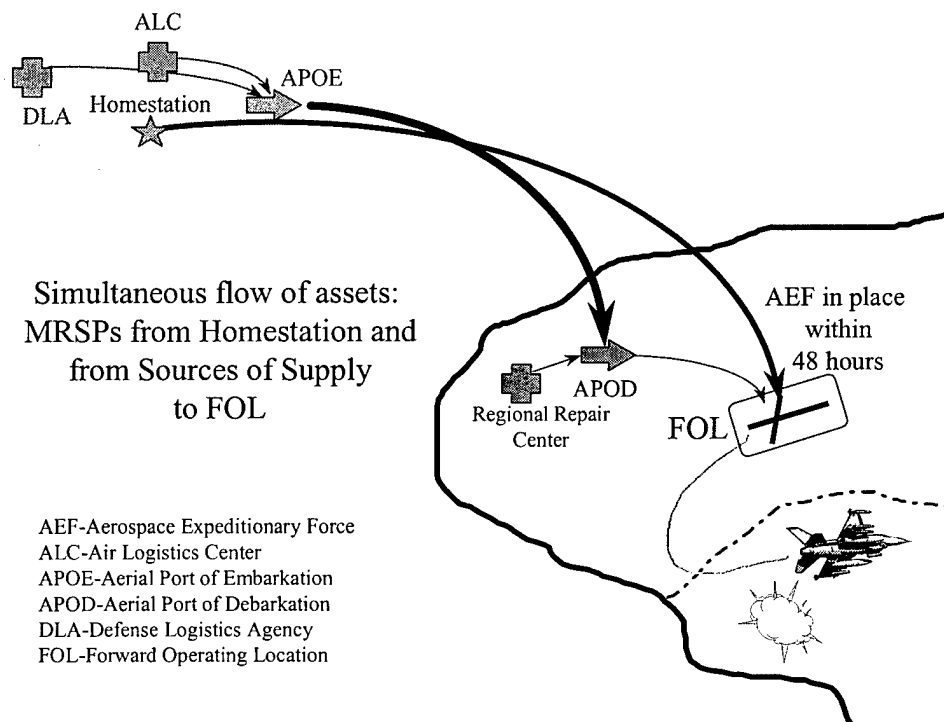 ALC
APOE
DLA
Homestation
Simultaneous flow of assets:
MRSPs from Homestation and
from Sources of Supply
to FOL
AEF in place
within
48 hours
APOD
Regional Repair
Center
FOL
AEF-Aerospace Expeditionary Force
ALC-Air Logistics Center
APOE-Aerial Port of Embarkation
APOD-Aerial Port of Debarkation
DLA-Defense Logistics Agency
FOL-Forward Operating Location